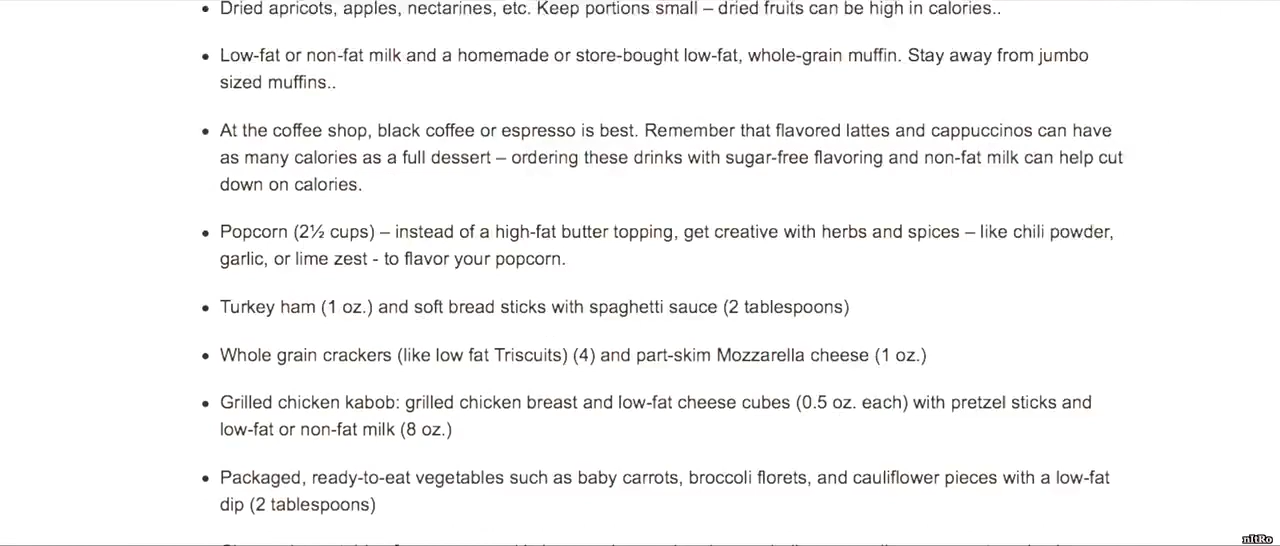 • Dried apricots, apples, nectarines, etc. Keep portions small – dried fruits can be high in calories..
• Low-fat or non-fat milk and a homemade or store-bought low-fat, whole-grain muffin. Stay away from jumbo
sized muffins..
• At the coffee shop, black coffee or espresso is best. Remember that flavored lattes and cappuccinos can have
as many calories as a full dessert – ordering these drinks with sugar-free flavoring and non-fat milk can help cut
down on calories.
• Popcorn (2½ cups) – instead of a high-fat butter topping, get creative with herbs and spices – like chili powder,
garlic, or lime zest - to flavor your popcorn.
• Turkey ham (1 oz.) and soft bread sticks with spaghetti sauce (2 tablespoons)
• Whole grain crackers (like low fat Triscuits) (4) and part-skim Mozzarella cheese (1 oz.)
• Grilled chicken kabob: grilled chicken breast and low-fat cheese cubes (0.5 oz. each) with pretzel sticks and
low-fat or non-fat milk (8 oz.)
• Packaged, ready-to-eat vegetables such as baby carrots, broccoli florets, and cauliflower pieces with a low-fat
dip (2 tablespoons)
nItRo